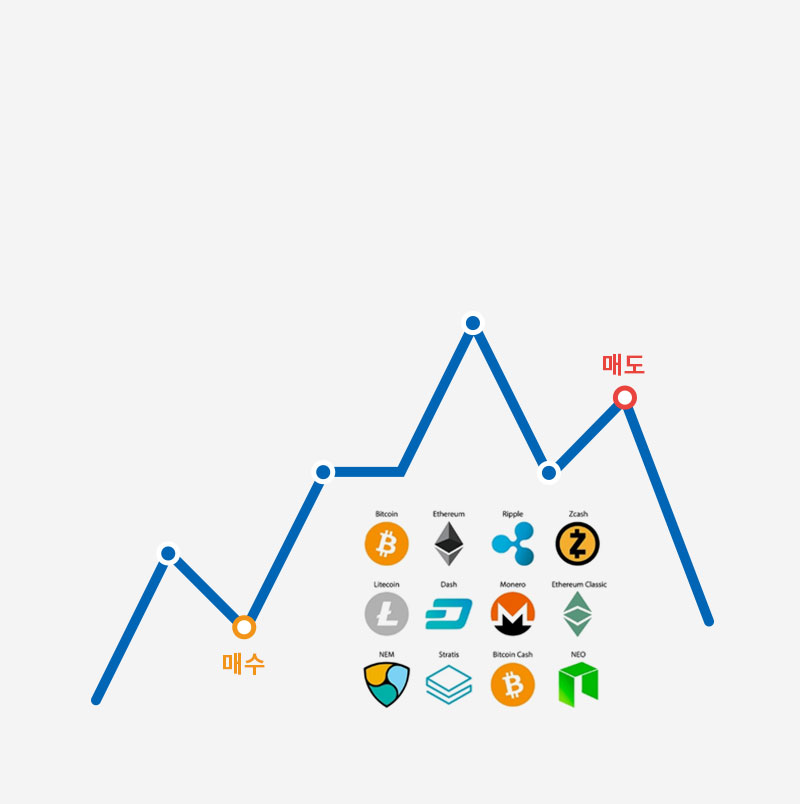 매도
Bitcoin Ethereum Ripple Zcash
Litecoin Dash Monero Ethereum Classic
매수
NEM Stratis Bitcoin Cash NEO